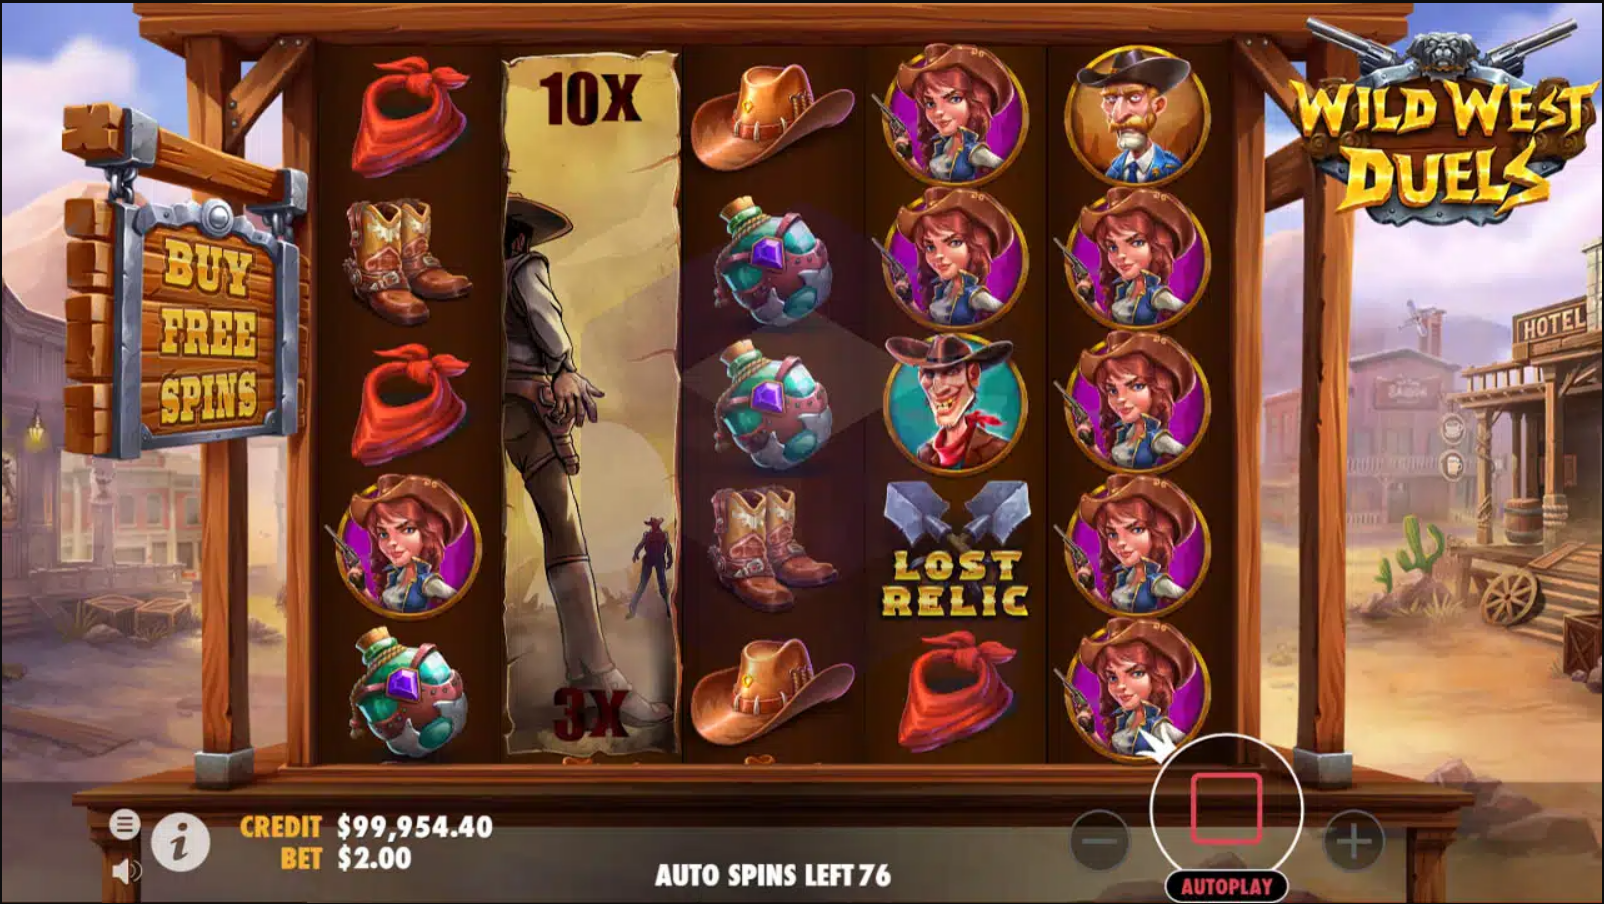 10X
WILD WEST
DUELS
BUY
FREE
SPINS
HOTEL
SALOON
LOST
RELIC
3X
CREDIT $99,954.40
BET $2.00
AUTO SPINS LEFT 76
AUTOPLAY